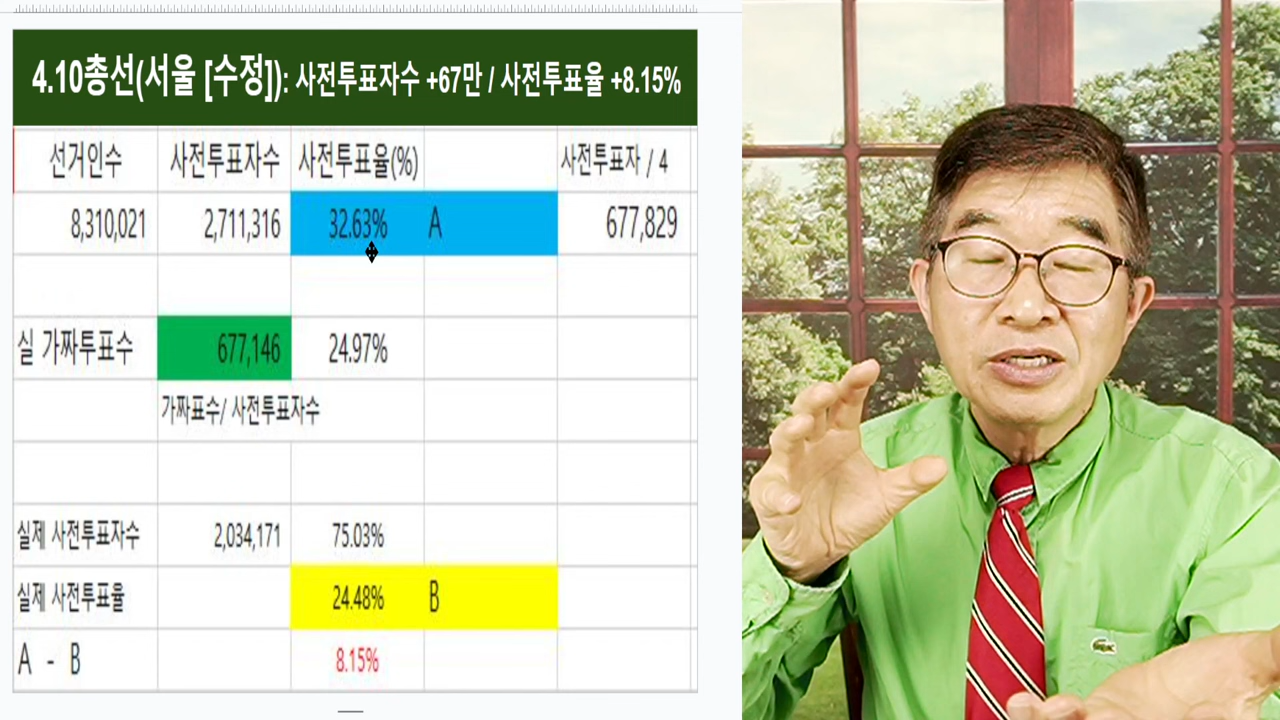 4.10총선(서울 [수정]): 사전투표자수 +67만 / 사전투표율 +8.15%
선거인수 사전투표자수 사전투표율(%) 사전투표자 / 4
8,310,021 2,711,316 32.63% A 677,829
실 가짜투표수 677,146 24.97%
가짜표수/ 사전투표자수
실제 사전투표자수 2,034,171 75.03%
실제 사전투표율 24.48% B
A - B 8.15%